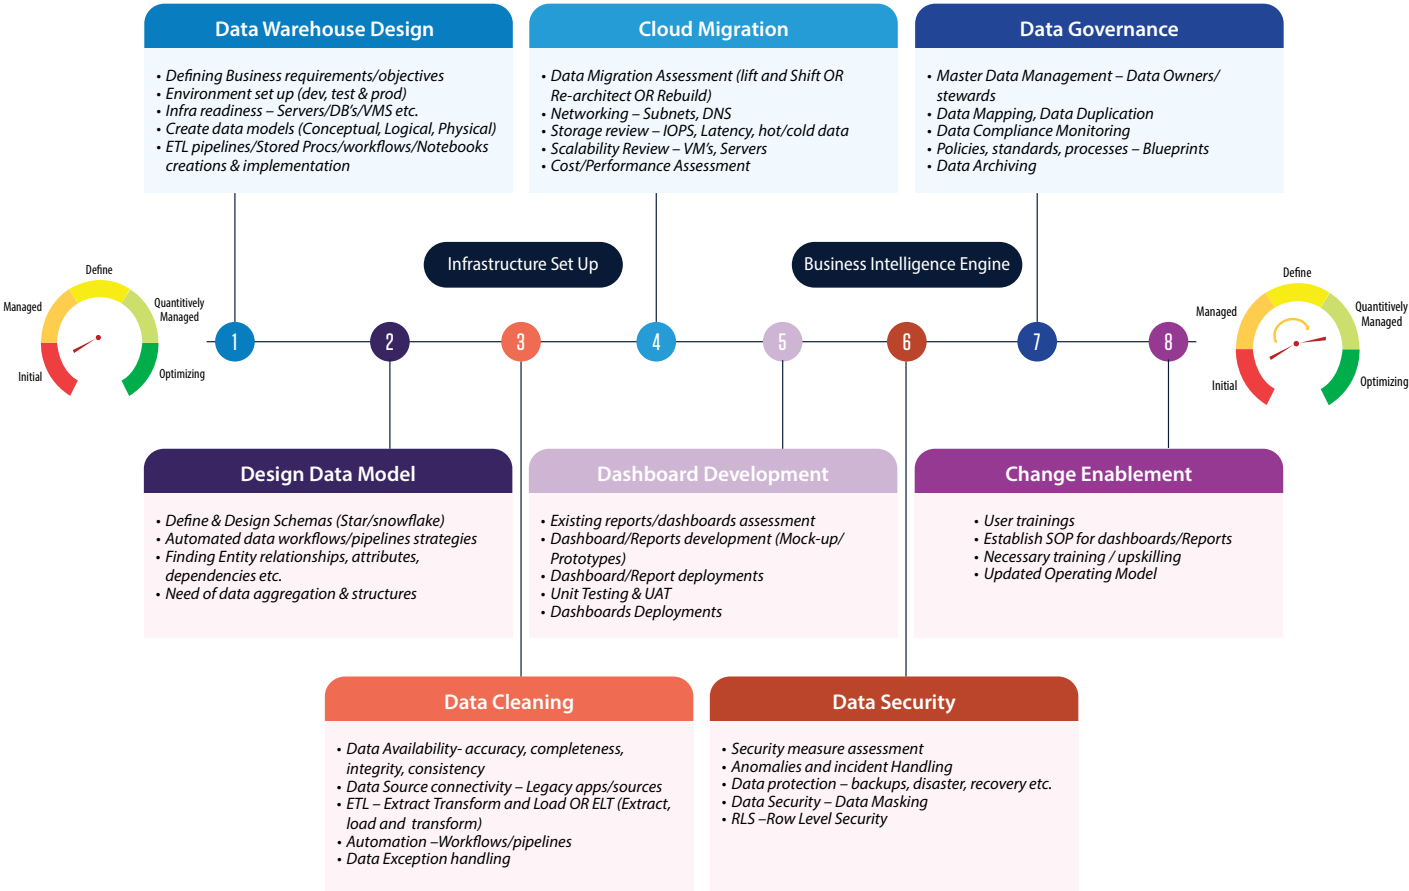 Data Warehouse Design
• Defining Business requirements/objectives
• Environment set up (dev, test & prod)
• Infra readiness – Servers/DB's/VMS etc.
• Create data models (Conceptual, Logical, Physical)
• ETL pipelines/Stored Procs/workflows/Notebooks
creations & implementation
Cloud Migration
• Data Migration Assessment (lift and Shift OR
Re-architect OR Rebuild)
• Networking – Subnets, DNS
• Storage review – IOPS, Latency, hot/cold data
• Scalability Review – VM's, Servers
• Cost/Performance Assessment
Data Governance
• Master Data Management – Data Owners/
stewards
• Data Mapping, Data Duplication
• Data Compliance Monitoring
• Policies, standards, processes – Blueprints
• Data Archiving
Infrastructure Set Up
Business Intelligence Engine
Define
Managed
Quantitively
Managed
Initial
Optimizing
1
2
3
4
5
6
7
8
Define
Managed
Quantitively
Managed
Initial
Optimizing
Design Data Model
• Define & Design Schemas (Star/snowflake)
• Automated data workflows/pipelines strategies
• Finding Entity relationships, attributes,
dependencies etc.
• Need of data aggregation & structures
Dashboard Development
• Existing reports/dashboards assessment
• Dashboard/Reports development (Mock-up/
Prototypes)
• Dashboard/Report deployments
• Unit Testing & UAT
• Dashboards Deployments
Change Enablement
• User trainings
• Establish SOP for dashboards/Reports
• Necessary training / upskilling
• Updated Operating Model
Data Cleaning
• Data Availability- accuracy, completeness,
integrity, consistency
• Data Source connectivity – Legacy apps/sources
• ETL – Extract Transform and Load OR ELT (Extract,
load and transform)
• Automation –Workflows/pipelines
• Data Exception handling
Data Security
• Security measure assessment
• Anomalies and incident Handling
• Data protection – backups, disaster, recovery etc.
• Data Security – Data Masking
• RLS –Row Level Security